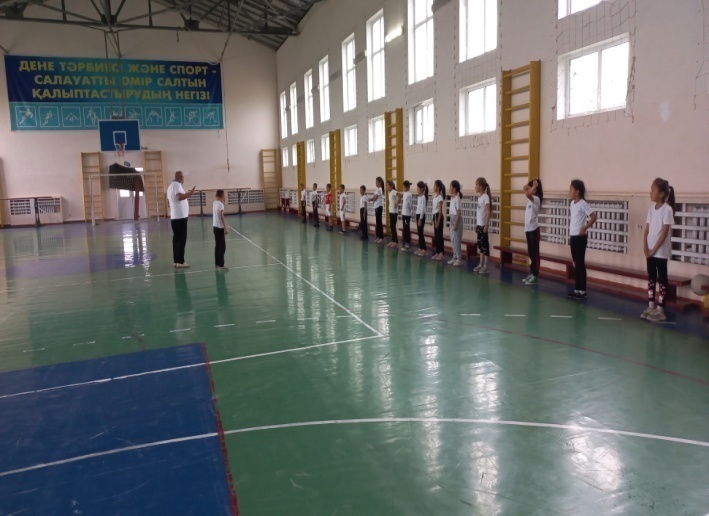 ДЕНЕ ТӘРБИЕСІ ЖӘНЕ СПОРТ -
САЛАУАТТЫ ӨМІР САЛТЫН
ҚАЛЫПТАСТЫРУДЫҢ НЕГІЗІ